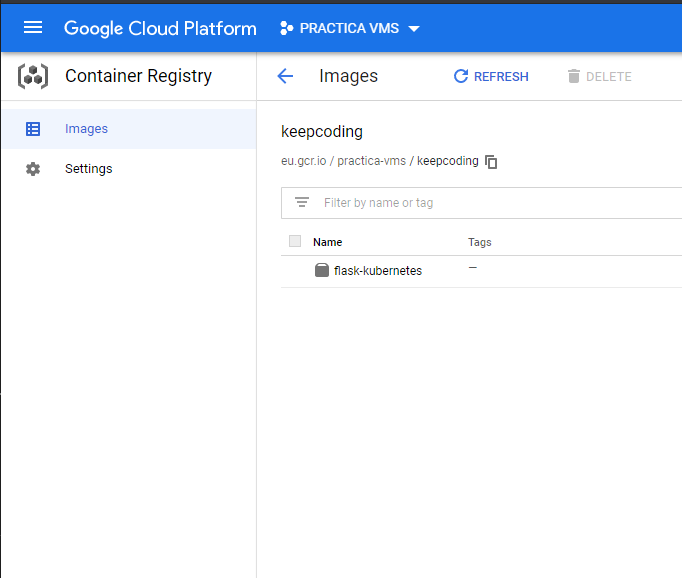 Google Cloud Platform PRACTICA VMS
Container Registry
Images REFRESH DELETE
Images
Settings
keepcoding
eu.gcr.io / practica-vms / keepcoding
Filter by name or tag
Name Tags
flask-kubernetes —